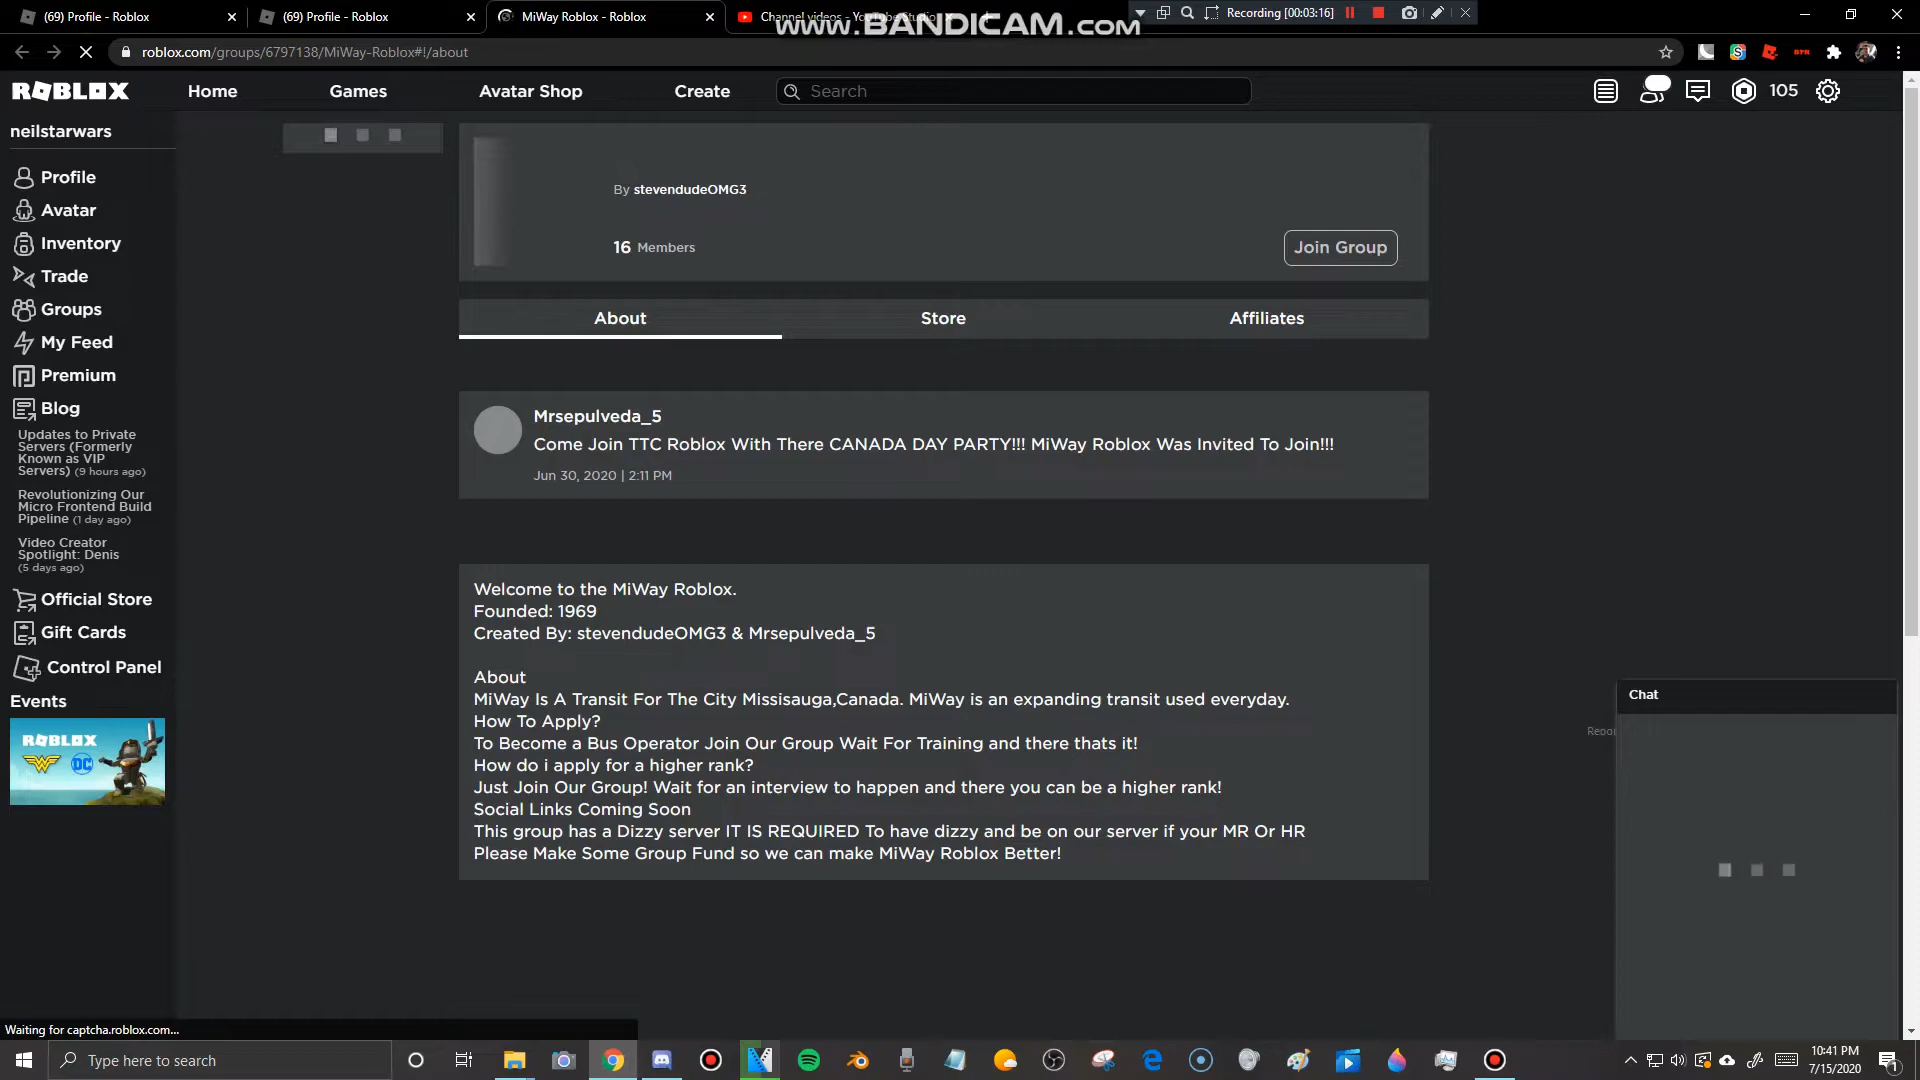 (69) Profile - Roblox
(69) Profile - Roblox
MiWay Roblox - Roblox
Channel videos - YouTube Studio
www.BANDICAM.com
Recording [00:03:16]
roblox.com/groups/6797138/MiWay-Roblox#!/about
ROBLOX
Home
Games
Avatar Shop
Create
Search
105
neilstarwars
Profile
Avatar
Inventory
Trade
Groups
My Feed
Premium
Blog
Updates to Private
Servers (Formerly
Known as VIP
Servers) (9 hours ago)
Revolutionizing Our
Micro Frontend Build
Pipeline (1 day ago)
Video Creator
Spotlight: Denis
(5 days ago)
Official Store
Gift Cards
Control Panel
Events
ROBLOX
DC
By stevendudeOMG3
16 Members
Join Group
About
Store
Affiliates
Mrsepulveda_5
Come Join TTC Roblox With There CANADA DAY PARTY!!! MiWay Roblox Was Invited To Join!!!
Jun 30, 2020 | 2:11 PM
Welcome to the MiWay Roblox.
Founded: 1969
Created By: stevendudeOMG3 & Mrsepulveda_5
About
MiWay Is A Transit For The City Missisauga,Canada. MiWay is an expanding transit used everyday.
How To Apply?
To Become a Bus Operator Join Our Group Wait For Training and there thats it!
How do i apply for a higher rank?
Just Join Our Group! Wait for an interview to happen and there you can be a higher rank!
Social Links Coming Soon
This group has a Dizzy server IT IS REQUIRED To have dizzy and be on our server if your MR Or HR
Please Make Some Group Fund so we can make MiWay Roblox Better!
Chat
Waiting for captcha.roblox.com...
Type here to search
10:41 PM
7/15/2020
1